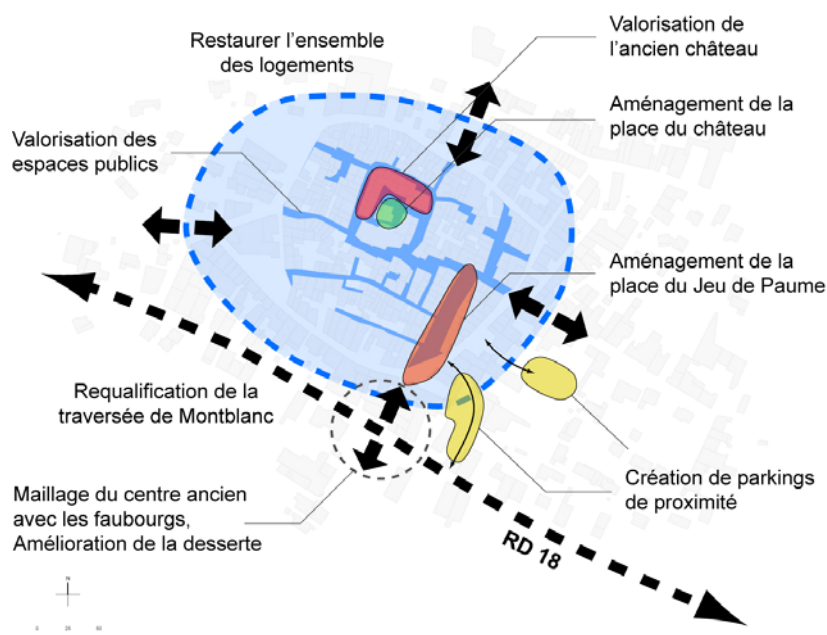 Restaurer l’ensemble
des logements
Valorisation de
l’ancien château
Aménagement de la
place du château
Valorisation des
espaces publics
Aménagement de la
place du Jeu de Paume
Requalification de la
traversée de Montblanc
Création de parkings
de proximité
Maillage du centre ancien
avec les faubourgs,
Amélioration de la desserte
RD 18
N